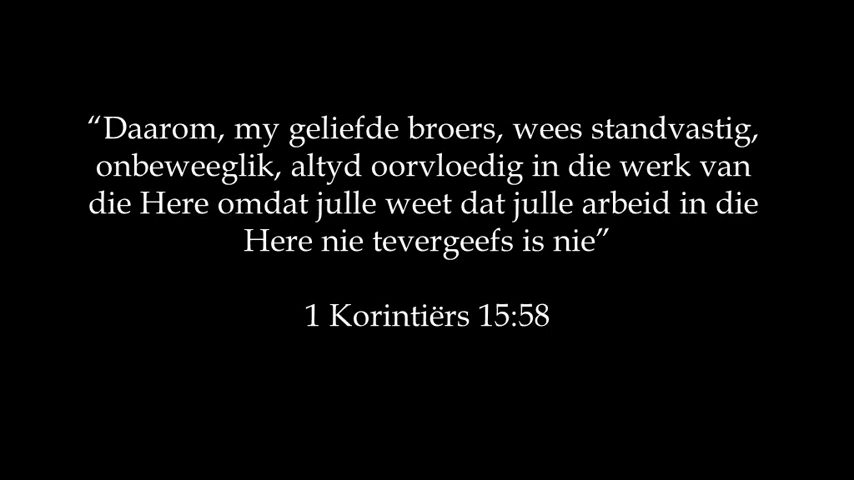 “Daarom, my geliefde broers, wees standvastig,
onbeweeglik, altyd oorvloedig in die werk van
die Here omdat julle weet dat julle arbeid in die
Here nie tevergeefs is nie”
1 Korintiërs 15:58